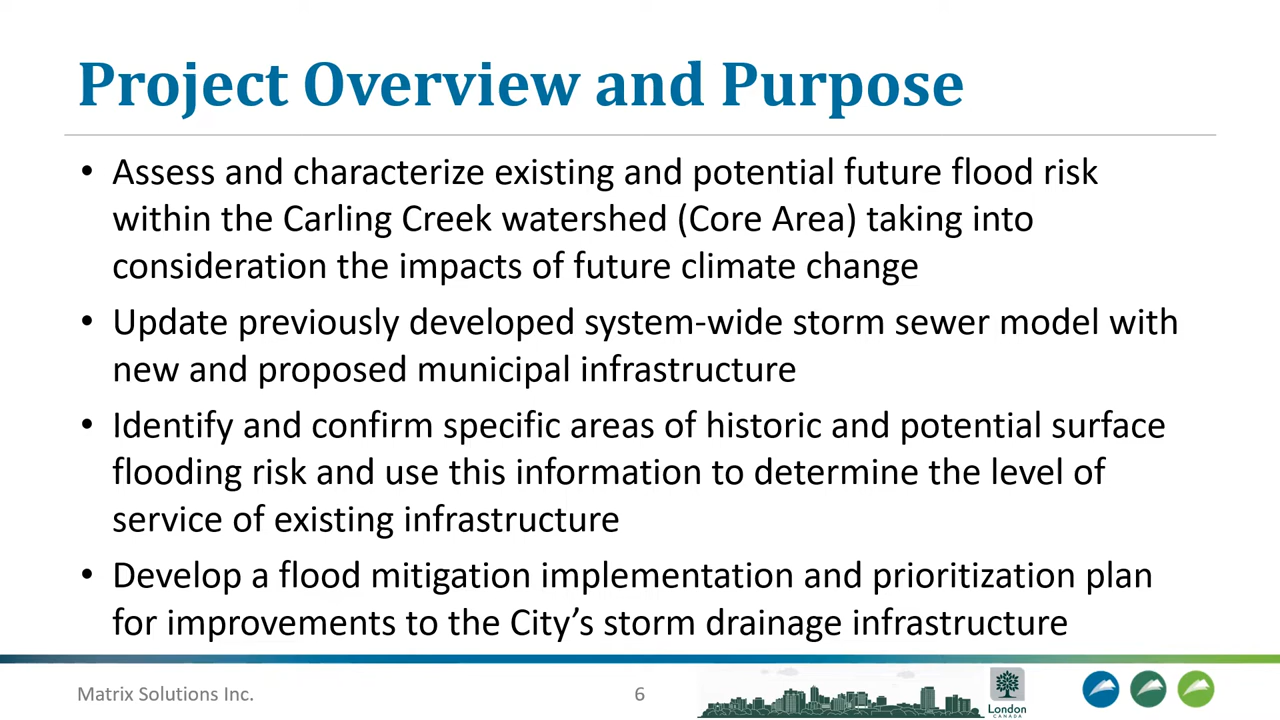 Project Overview and Purpose
• Assess and characterize existing and potential future flood risk
within the Carling Creek watershed (Core Area) taking into
consideration the impacts of future climate change
• Update previously developed system-wide storm sewer model with
new and proposed municipal infrastructure
• Identify and confirm specific areas of historic and potential surface
flooding risk and use this information to determine the level of
service of existing infrastructure
• Develop a flood mitigation implementation and prioritization plan
for improvements to the City’s storm drainage infrastructure
Matrix Solutions Inc.
6
London
CANADA